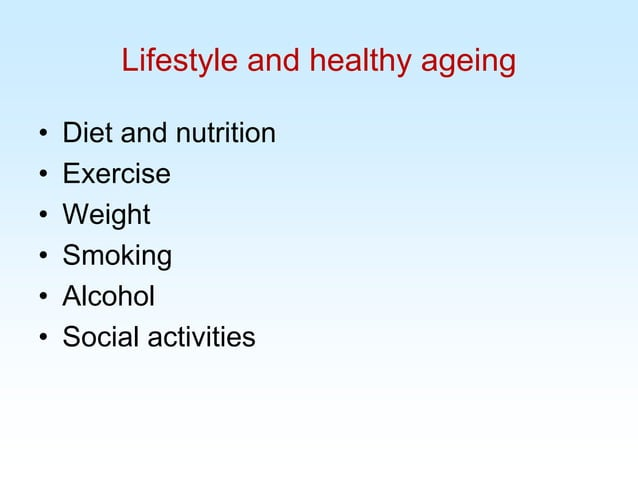 Lifestyle and healthy ageing
• Diet and nutrition
• Exercise
• Weight
• Smoking
• Alcohol
• Social activities